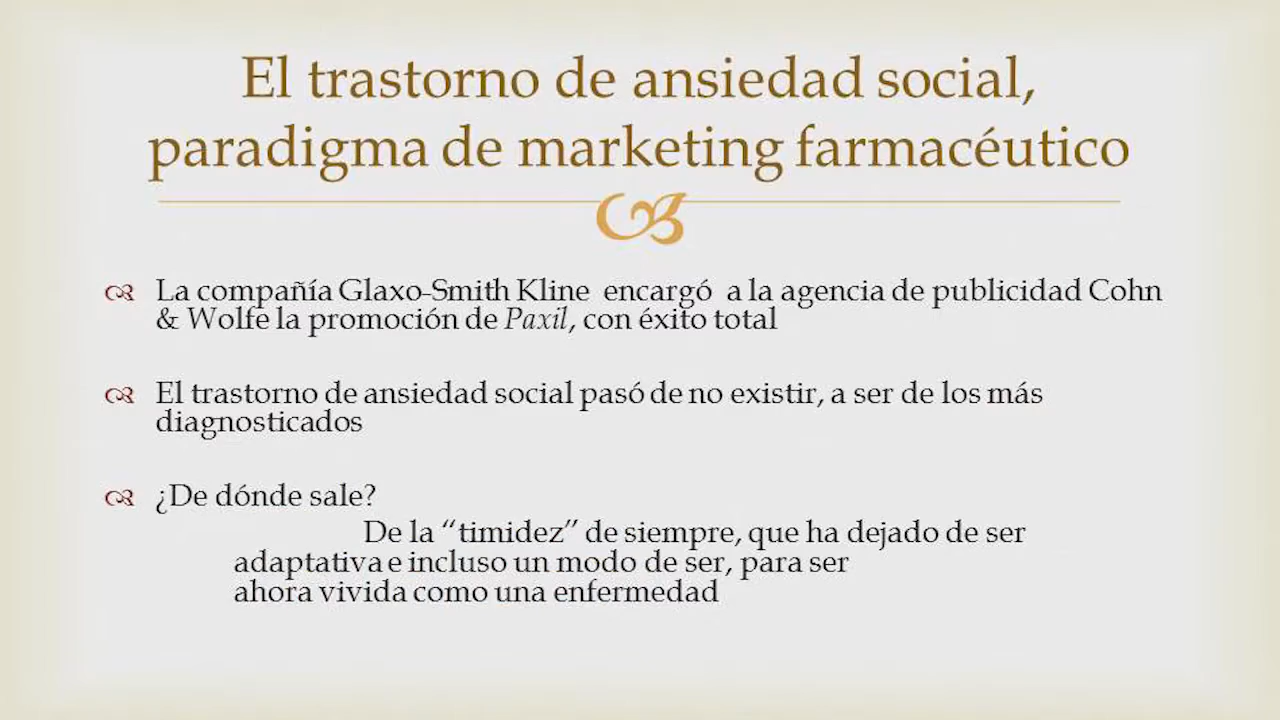 El trastorno de ansiedad social,
paradigma de marketing farmacéutico
La compañía Glaxo-Smith Kline encargó a la agencia de publicidad Cohn
& Wolfe la promoción de Paxil, con éxito total
El trastorno de ansiedad social pasó de no existir, a ser de los más
diagnosticados
¿De dónde sale?
De la “timidez” de siempre, que ha dejado de ser
adaptativa e incluso un modo de ser, para ser
ahora vivida como una enfermedad